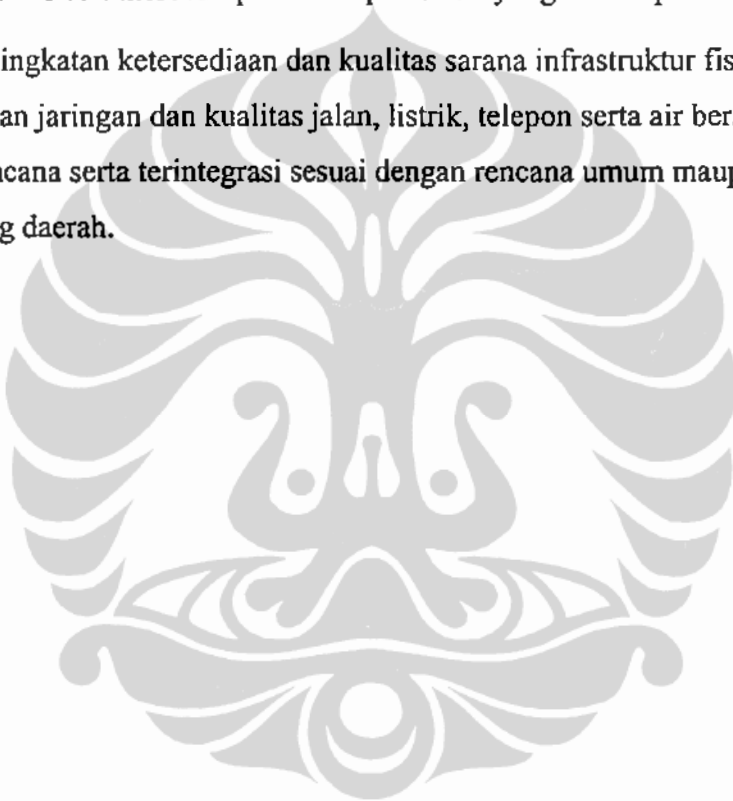 ingkatan ketersediaan dan kualitas sarana infrastruktur fis
an jaringan dan kualitas jalan, listrik, telepon serta air ber
cana serta terintegrasi sesuai dengan rencana umum mau
g daerah.